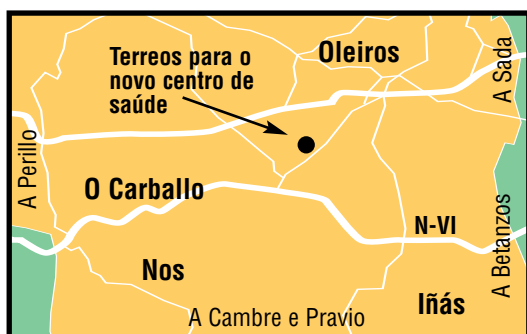 Terreos para o
novo centro de
saúde
Oleiros
A Sada
A Perillo
O Carballo
N-VI
A Betanzos
Nos
Iñás
A Cambre e Pravio